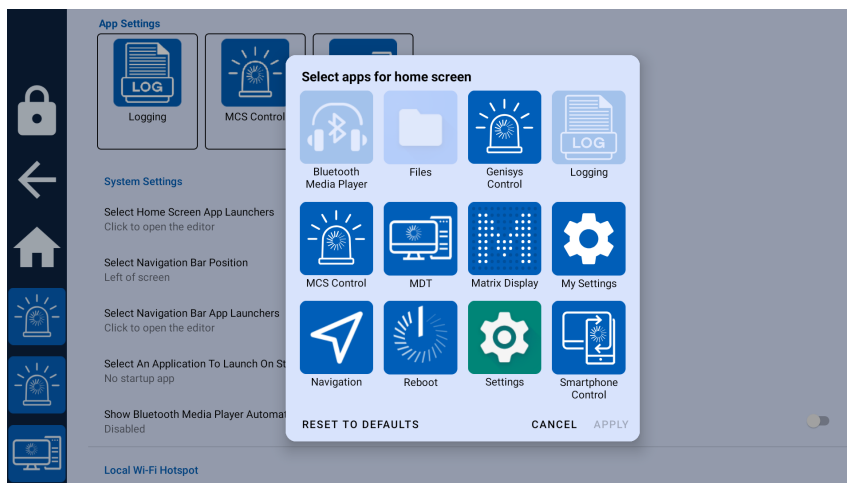 App Settings
LOG
Logging
MCS Control
System Settings
Select Home Screen App Launchers
Click to open the editor
Select Navigation Bar Position
Left of screen
Select Navigation Bar App Launchers
Click to open the editor
Select An Application To Launch On St
No startup app
Show Bluetooth Media Player Automat
Disabled
Local Wi-Fi Hotspot
Select apps for home screen
Bluetooth
Media Player
Files
Genisys
Control
LOG
Logging
MCS Control
MDT
Matrix Display
My Settings
Navigation
Reboot
Settings
Smartphone
Control
RESET TO DEFAULTS
CANCEL
APPLY